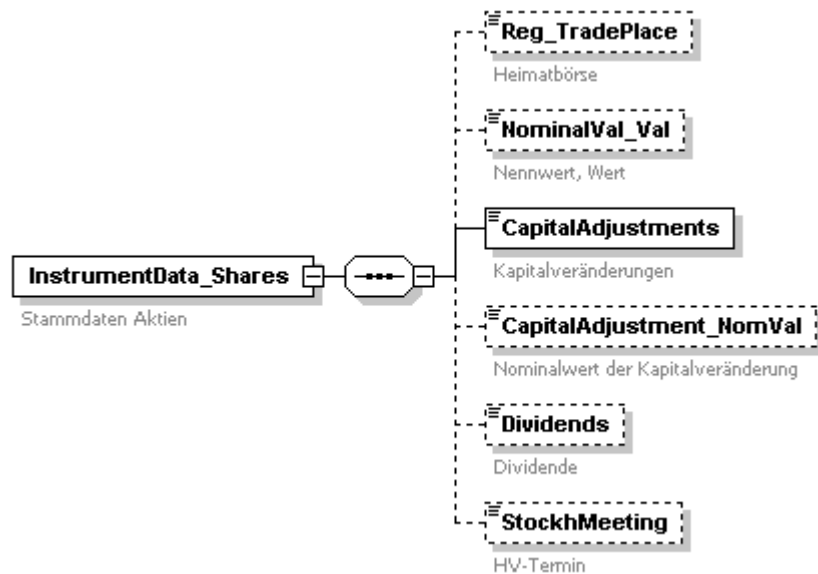 Reg_TradePlace
Heimatbörse
NominalVal_Val
Nennwert, Wert
CapitalAdjustments
Kapitalveränderungen
InstrumentData_Shares
Stammdaten Aktien
CapitalAdjustment_NomVal
Nominalwert der Kapitalveränderung
Dividends
Dividende
StockhMeeting
HV-Termin